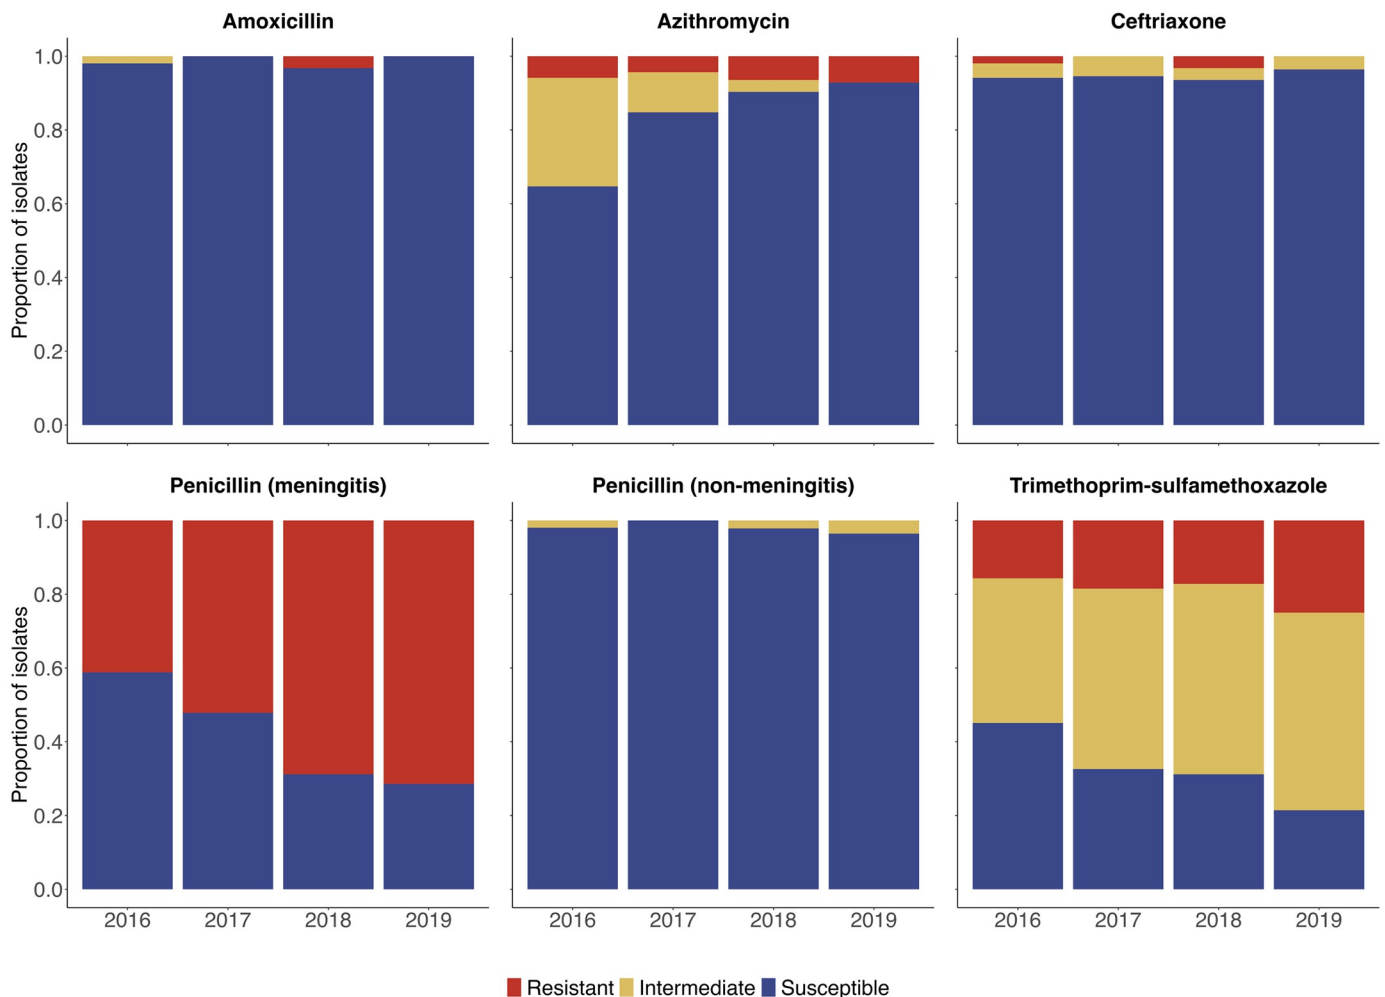 Amoxicillin Azithromycin Ceftriaxone
Proportion of isolates
1.0
0.8
0.6
0.4
0.2
0.0
Penicillin (meningitis) Penicillin (non-meningitis) Trimethoprim-sulfamethoxazole
Proportion of isolates
1.0
0.8
0.6
0.4
0.2
0.0
2016 2017 2018 2019 2016 2017 2018 2019 2016 2017 2018 2019
Resistant Intermediate Susceptible